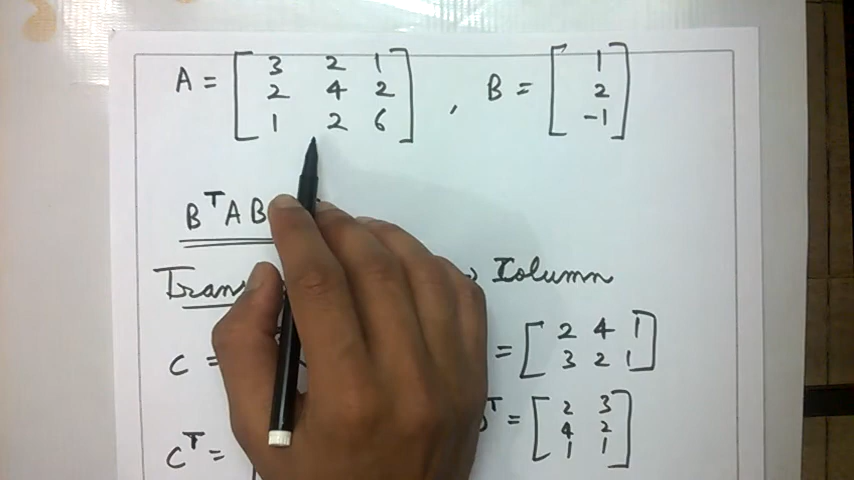 A = [ 3 2 1 , B = [ 1
2 4 2 2
1 2 6 ] -1 ]
BᵀAB
Trans → Column
C = = [ 2 4 1
3 2 1 ]
Cᵀ = ᵀ = [ 2 3
4 2
1 1 ]